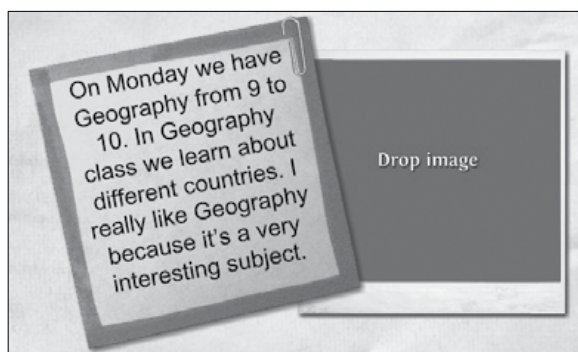 On Monday we have
Geography from 9 to
10. In Geography
class we learn about
different countries. I
really like Geography
because it's a very
interesting subject.
Drop image